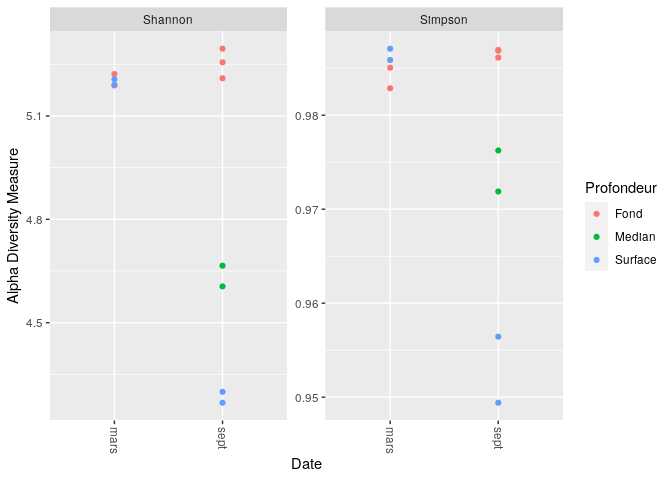 Shannon
Simpson
Alpha Diversity Measure
5.1
4.8
4.5
0.98
0.97
0.96
0.95
mars
sept
mars
sept
Date
Profondeur
Fond
Median
Surface